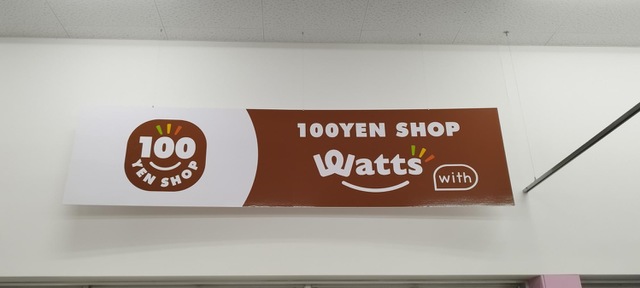 100
YEN SHOP
100YEN SHOP
Watts
with